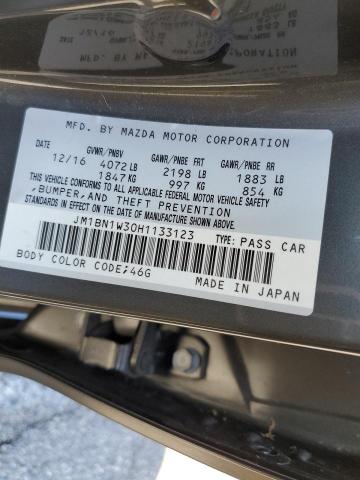 MFD. BY MAZDA MOTOR CORPORATION
DATE GVWR/PNBV GAWR/PNBE FRT GAWR/PNBE RR
12/16 4072 LB 2198 LB 1883 LB
1847 KG 997 KG 854 KG
THIS VEHICLE CONFORMS TO ALL APPLICABLE FEDERAL MOTOR VEHICLE SAFETY
,BUMPER,AND THEFT PREVENTION
STANDARDS IN EFFECT ON THE DATE OF MANUFACTURE SHOWN ABOVE.
JM1BN1W30H1133123 TYPE: PASS CAR
BODY COLOR CODE;46G MADE IN JAPAN